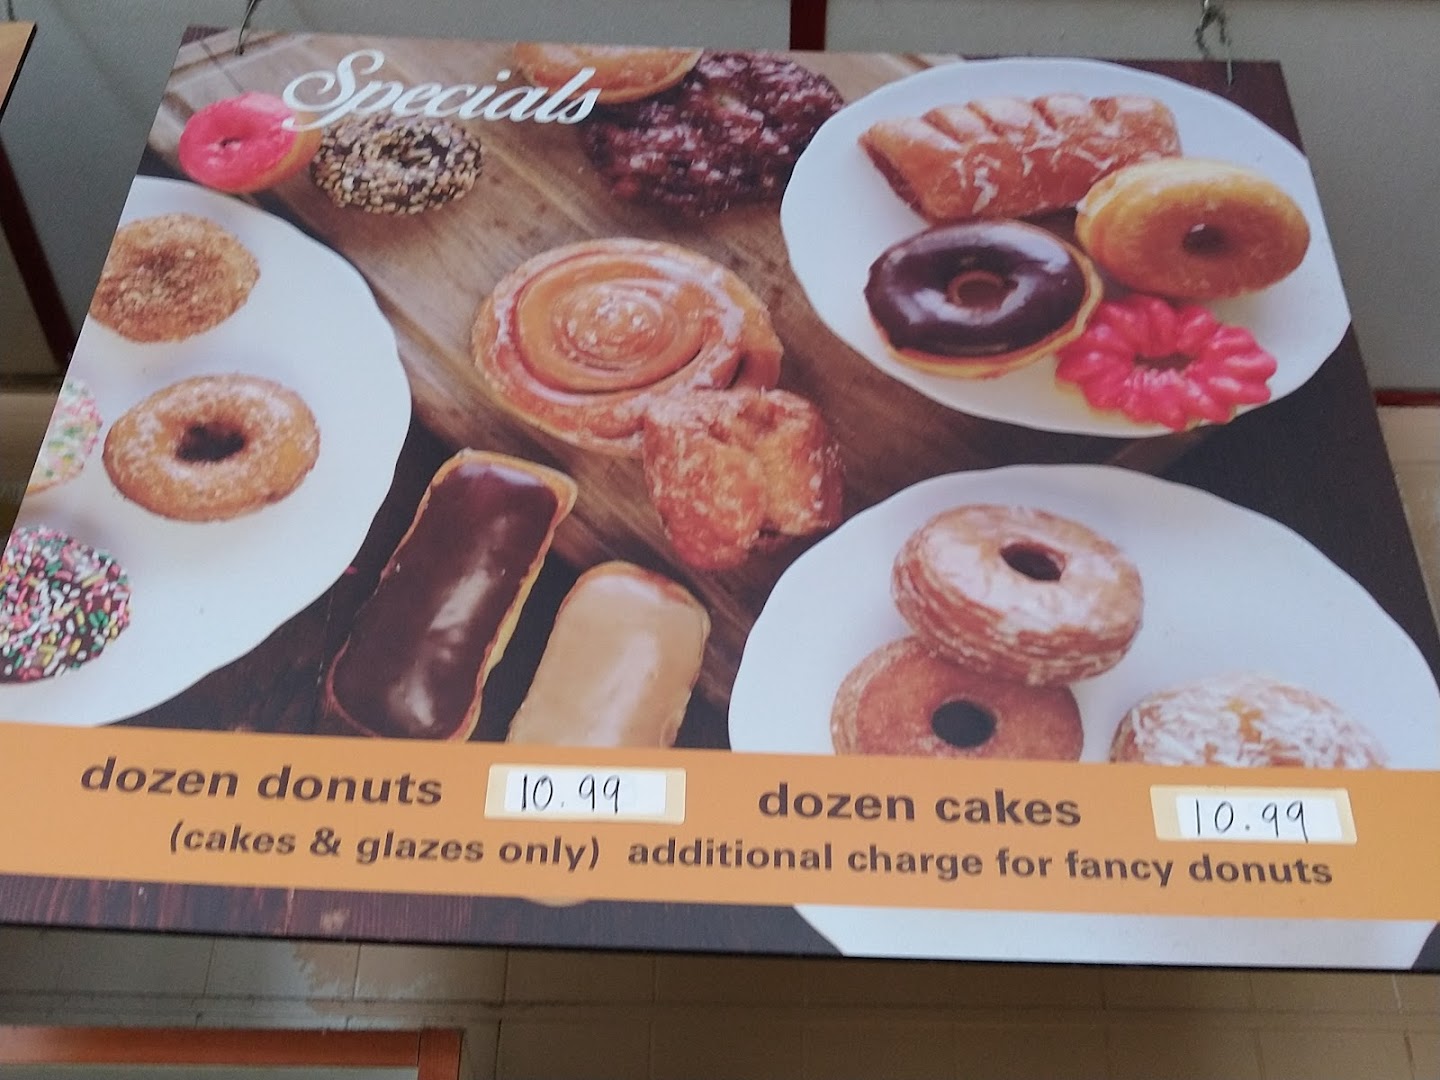 Specials
dozen donuts 10.99 dozen cakes 10.99
(cakes & glazes only) additional charge for fancy donuts